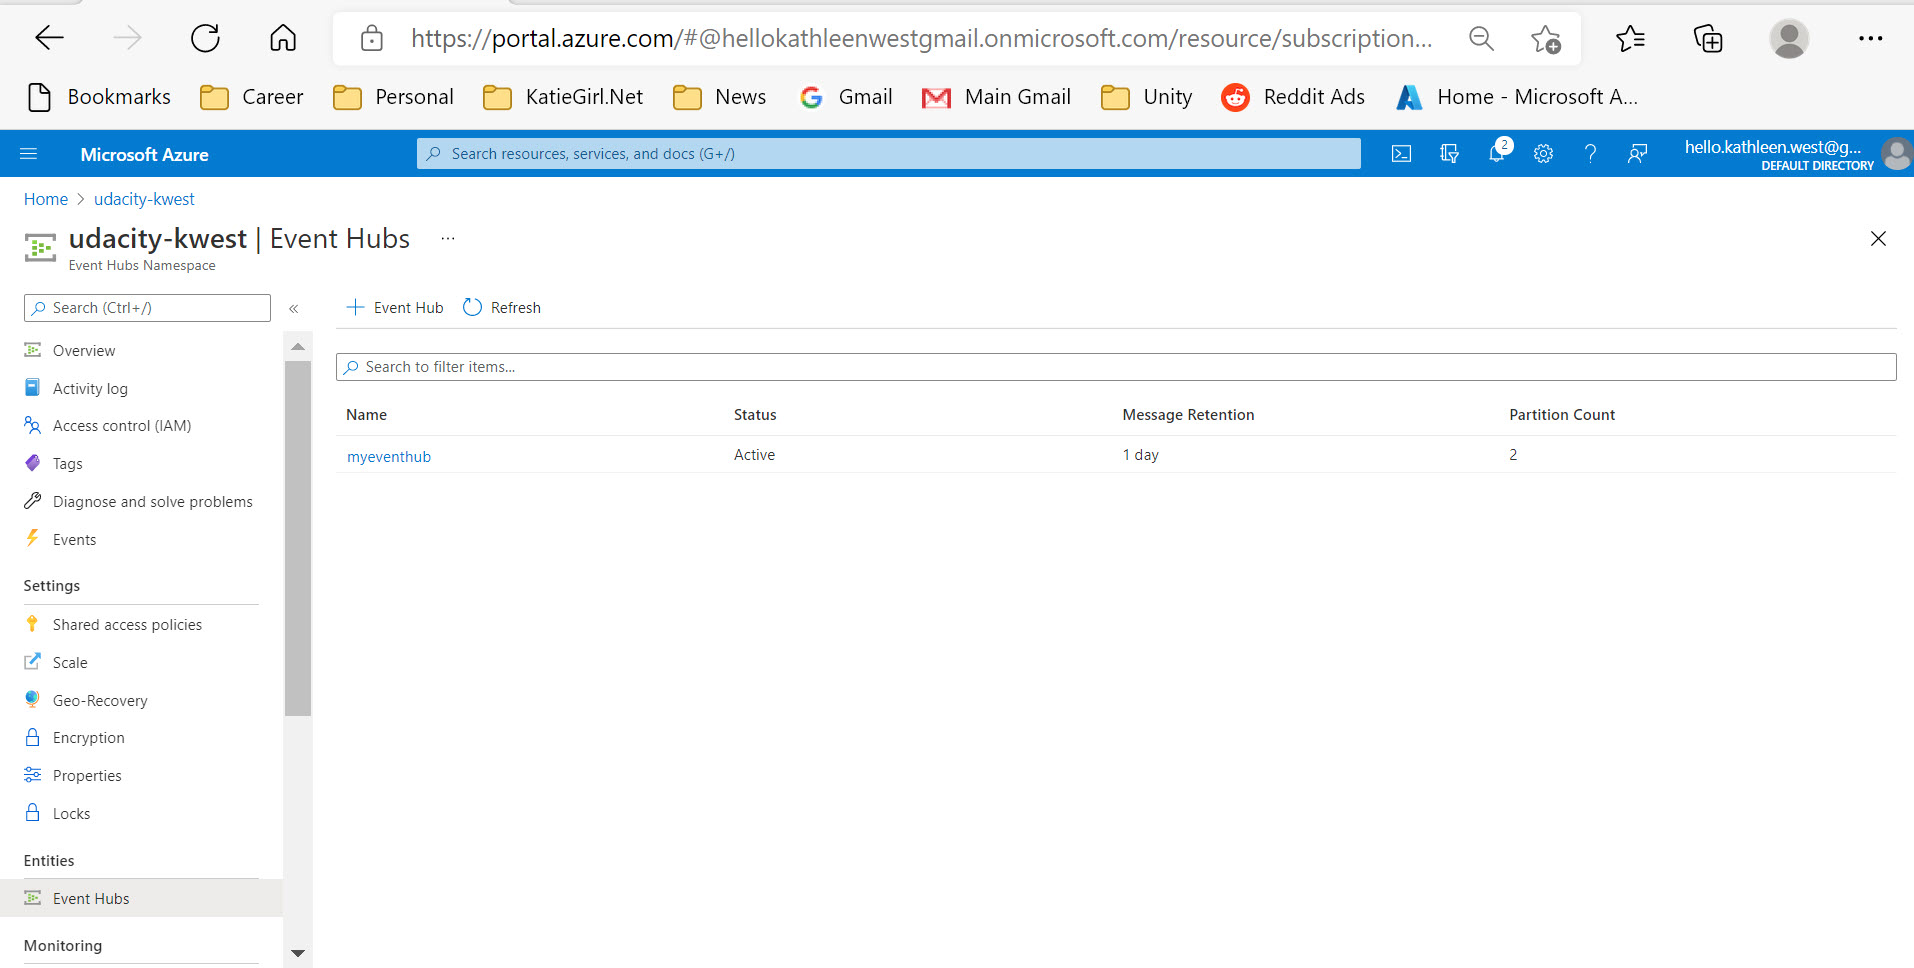 https://portal.azure.com/#@hellokathleenwestgmail.onmicrosoft.com/resource/subscription...
Bookmarks Career Personal KatieGirl.Net News Gmail Main Gmail Unity Reddit Ads Home - Microsoft A...
Microsoft Azure Search resources, services, and docs (G+/) 2 hello.kathleen.west@g...
DEFAULT DIRECTORY
Home > udacity-kwest
udacity-kwest | Event Hubs ...
Event Hubs Namespace
Search (Ctrl+/) «
Event Hub Refresh
Overview
Activity log
Access control (IAM)
Tags
Diagnose and solve problems
Events
Settings
Shared access policies
Scale
Geo-Recovery
Encryption
Properties
Locks
Entities
Event Hubs
Monitoring
Search to filter items...
Name Status Message Retention Partition Count
myeventhub Active 1 day 2